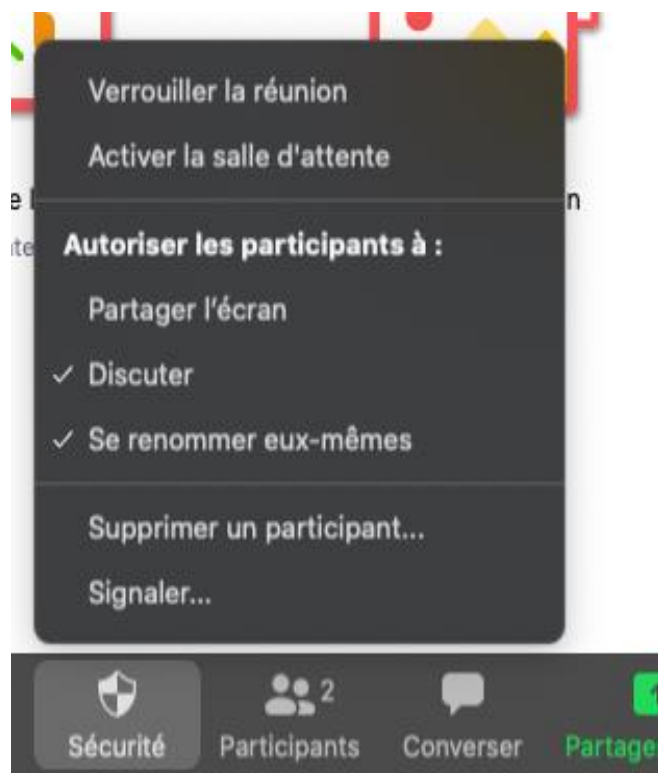 Verrouiller la réunion
Activer la salle d'attente
Autoriser les participants à :
Partager l'écran
Discuter
Se renommer eux-mêmes
Supprimer un participant...
Signaler...
2
Sécurité Participants Converser Partage